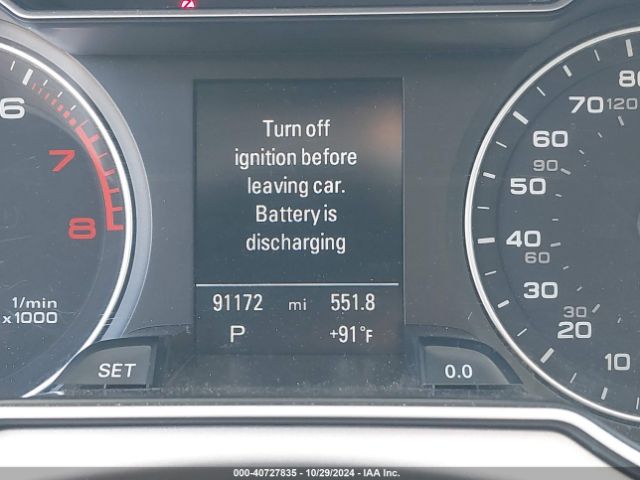 6
7
8
1/min
x 1000
SET
Turn off
ignition before
leaving car.
Battery is
discharging
91172 mi 551.8
P +91°F
0.0
80
70 120
60
90
50
40
60
30
30
20
10
000-40727835 - 10/29/2024 - IAA Inc.